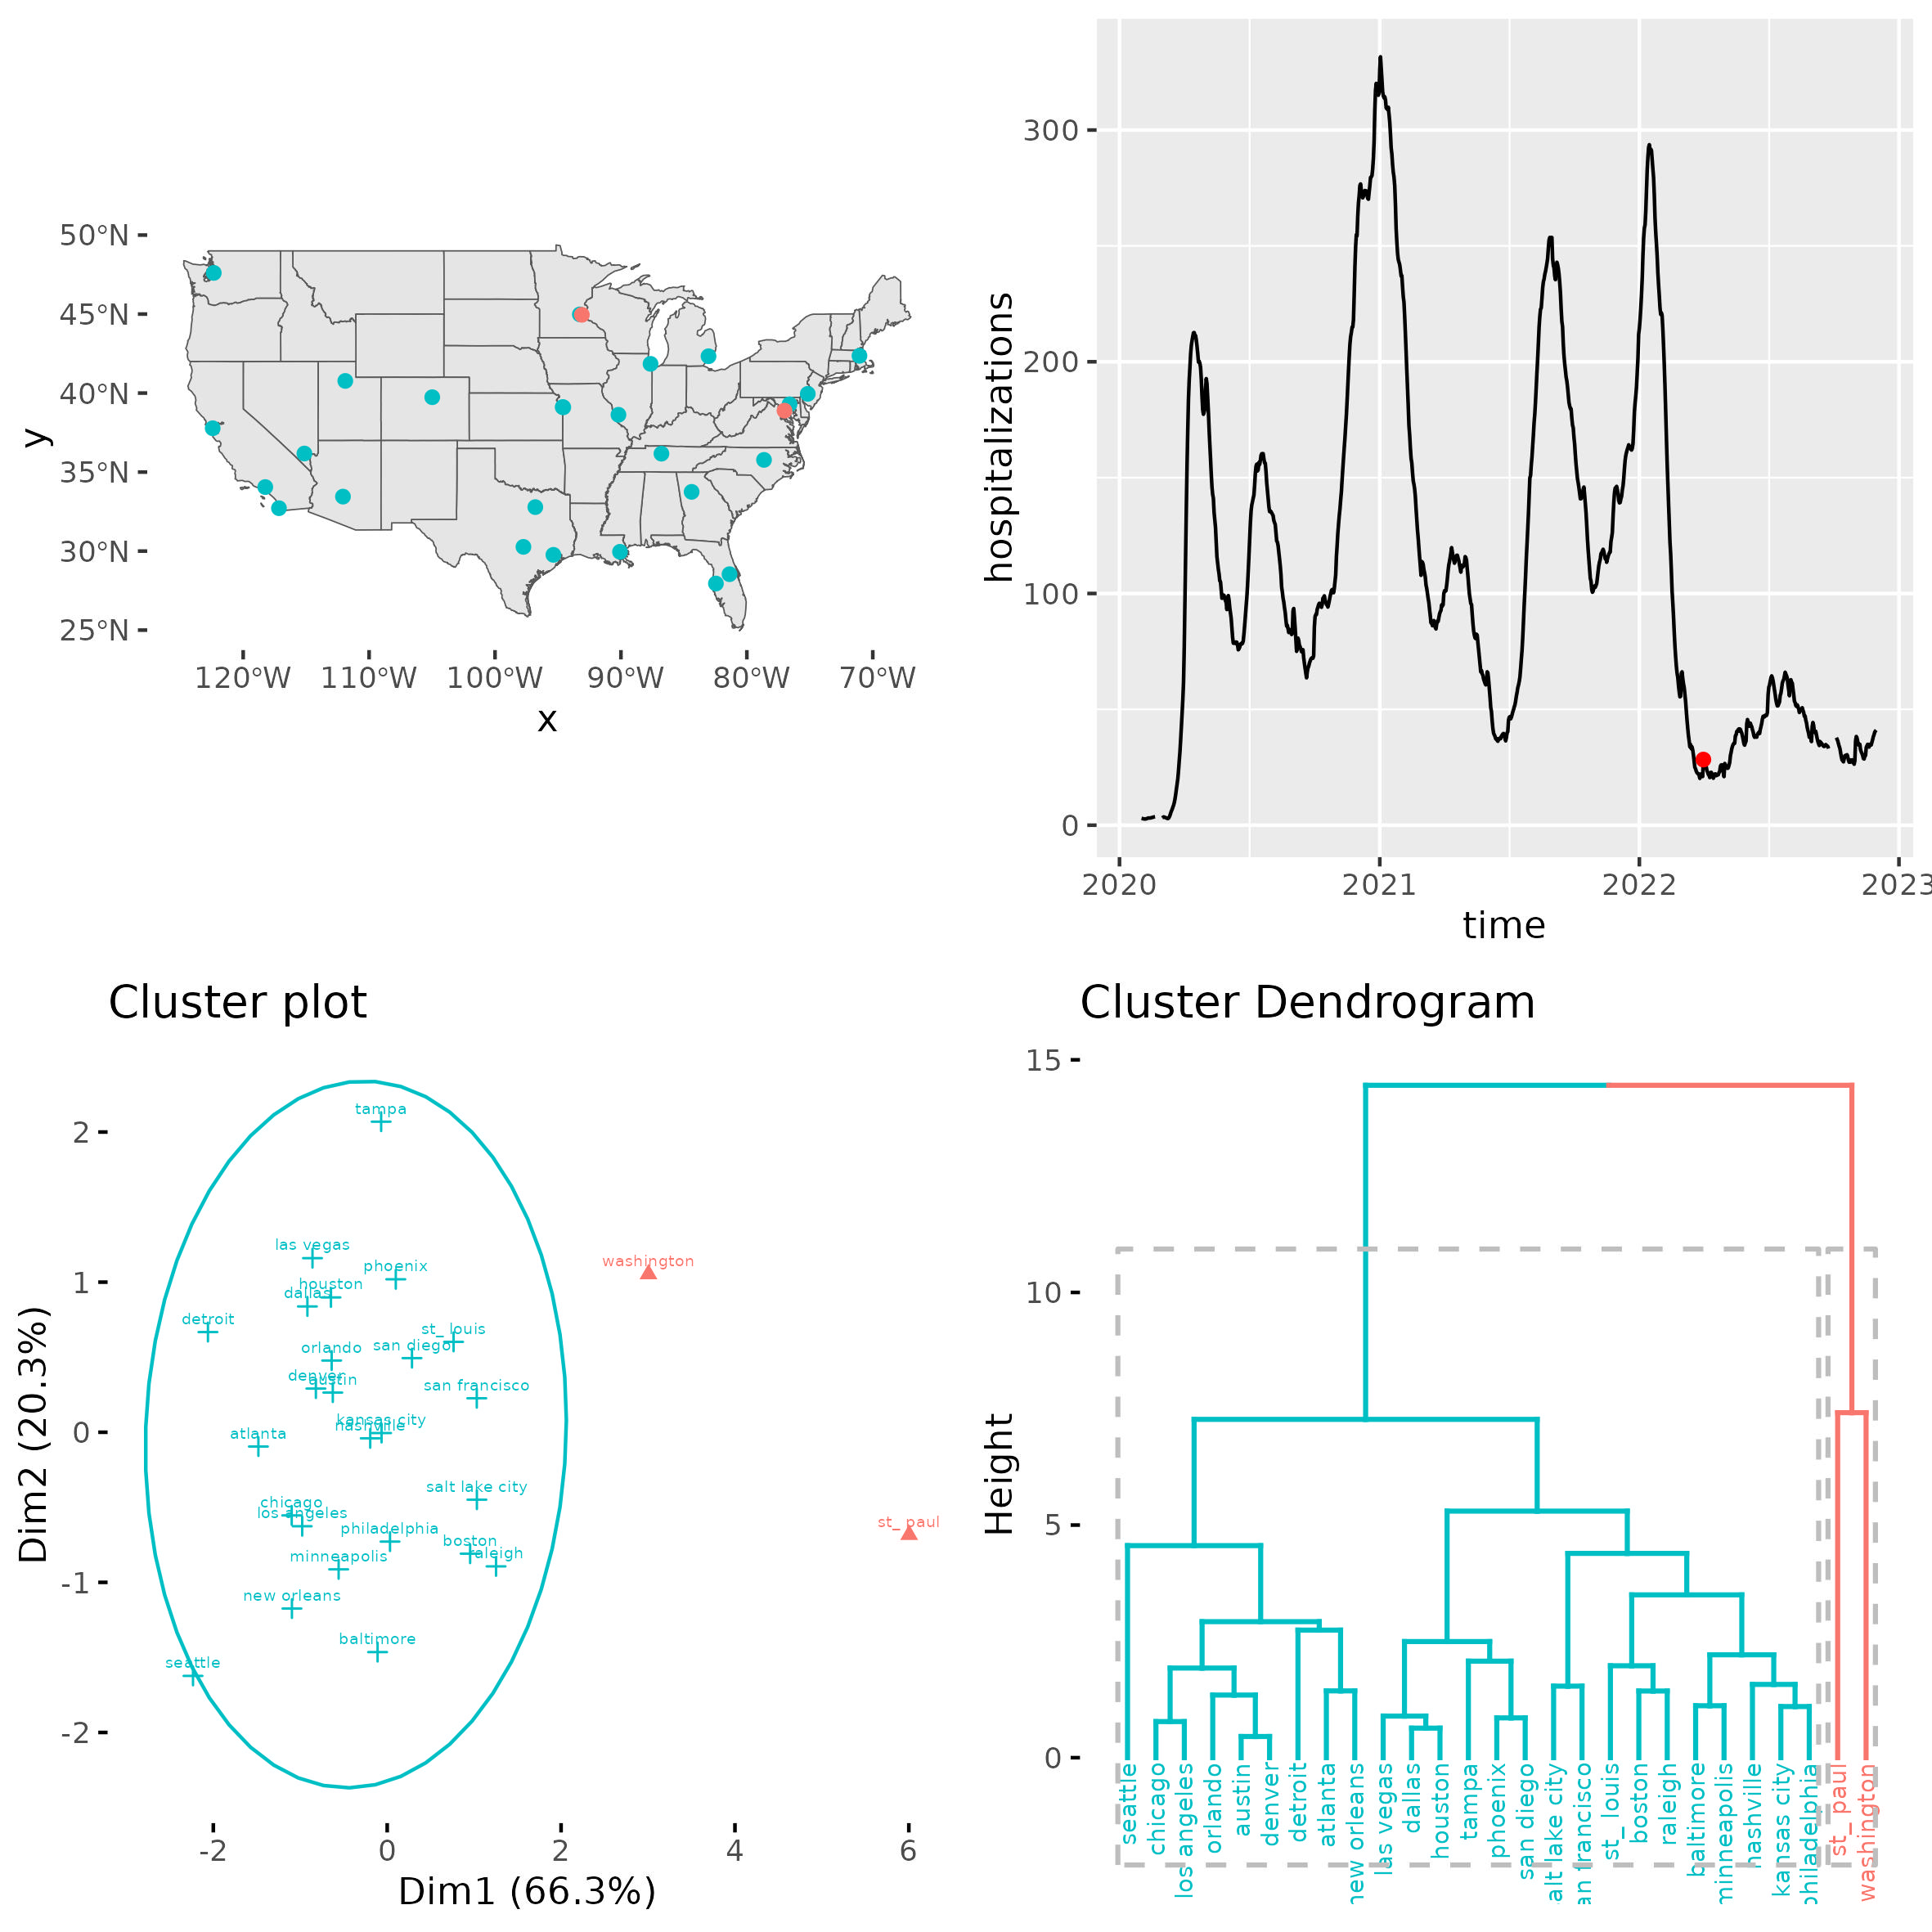 50°N
45°N
40°N
35°N
30°N
25°N
y
120°W 110°W 100°W 90°W 80°W 70°W
x
300
200
100
0
hospitalizations
2020 2021 2022 2023
time
Cluster plot
2
1
0
-1
-2
Dim2 (20.3%)
tampa
las vegas
phoenix
houston
dallas
detroit
st_louis
orlando
san diego
denver
austin
san francisco
kansas city
nashville
atlanta
salt lake city
chicago
los angeles
philadelphia
boston
raleigh
minneapolis
new orleans
baltimore
seattle
washington
st_paul
-2 0 2 4 6
Dim1 (66.3%)
Cluster Dendrogram
15
10
5
0
Height
seattle
chicago
los angeles
orlando
austin
denver
detroit
atlanta
new orleans
las vegas
dallas
houston
tampa
phoenix
san diego
alt lake city
an francisco
st_louis
boston
raleigh
baltimore
minneapolis
nashville
kansas city
philadelphia
st_paul
washington